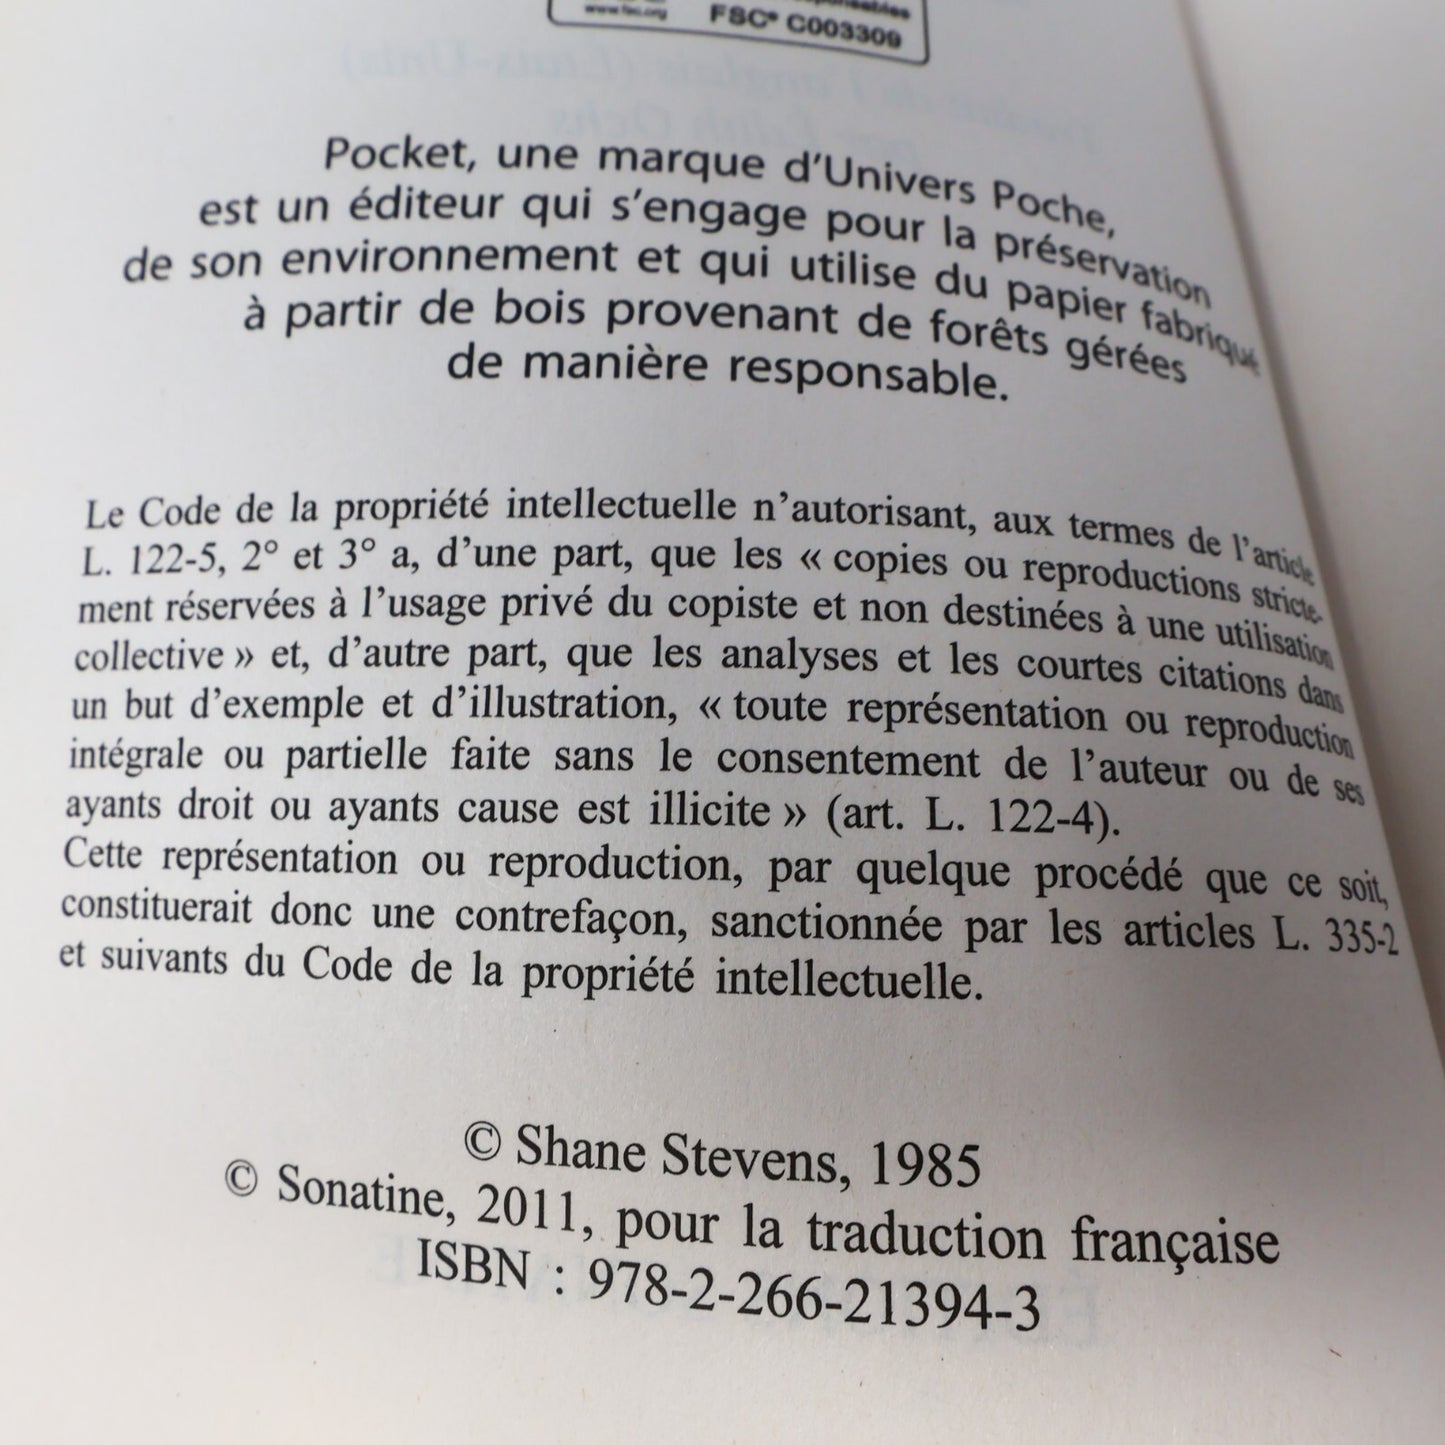 www.fsc.org
FSC® C003309
Pocket, une marque d'Univers Poche,
est un éditeur qui s'engage pour la préservation
de son environnement et qui utilise du papier fabriqué
à partir de bois provenant de forêts gérées
de manière responsable.
Le Code de la propriété intellectuelle n'autorisant, aux termes de l'article
L. 122-5, 2° et 3° a, d'une part, que les « copies ou reproductions stricte-
ment réservées à l'usage privé du copiste et non destinées à une utilisation
collective » et, d'autre part, que les analyses et les courtes citations dans
un but d'exemple et d'illustration, « toute représentation ou reproduction
intégrale ou partielle faite sans le consentement de l'auteur ou de ses
ayants droit ou ayants cause est illicite » (art. L. 122-4).
Cette représentation ou reproduction, par quelque procédé que ce soit,
constituerait donc une contrefaçon, sanctionnée par les articles L. 335-2
et suivants du Code de la propriété intellectuelle.
© Shane Stevens, 1985
© Sonatine, 2011, pour la traduction française
ISBN : 978-2-266-21394-3